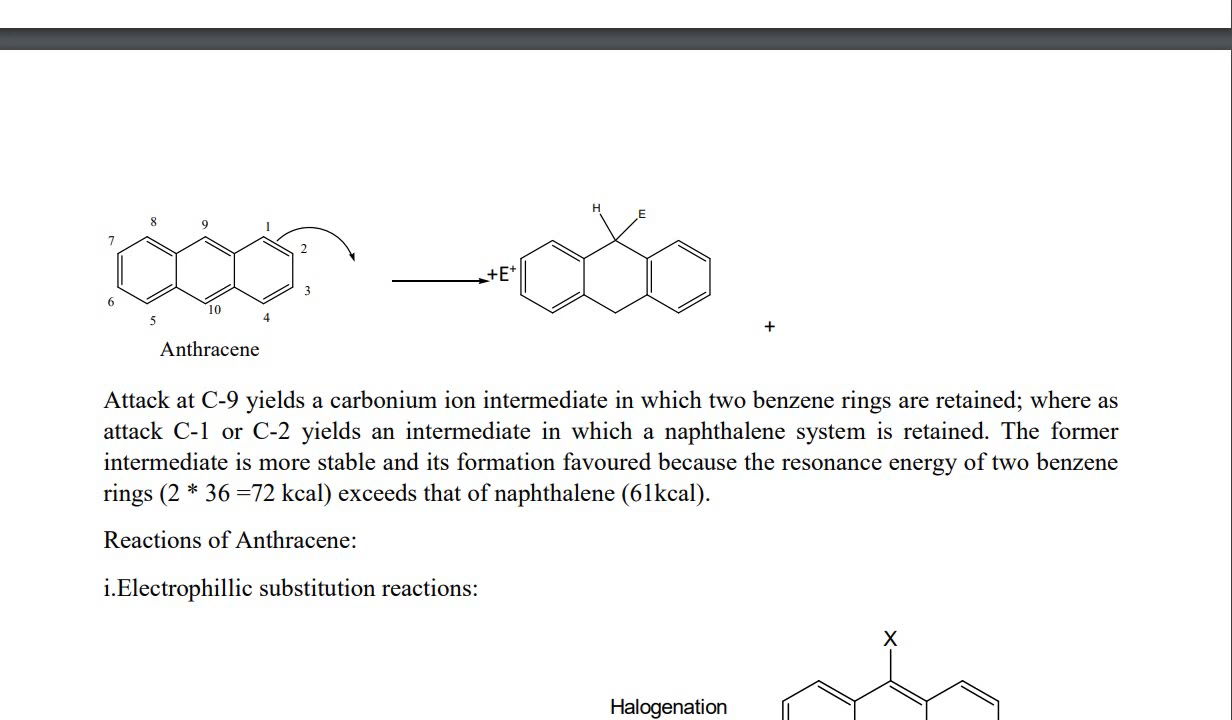 H
E
8
9
1
7
2
+E+
3
6
10
5
4
+
Anthracene
Attack at C-9 yields a carbonium ion intermediate in which two benzene rings are retained; where as
attack C-1 or C-2 yields an intermediate in which a naphthalene system is retained. The former
intermediate is more stable and its formation favoured because the resonance energy of two benzene
rings (2 * 36 =72 kcal) exceeds that of naphthalene (61kcal).
Reactions of Anthracene:
i.Electrophillic substitution reactions:
X
Halogenation